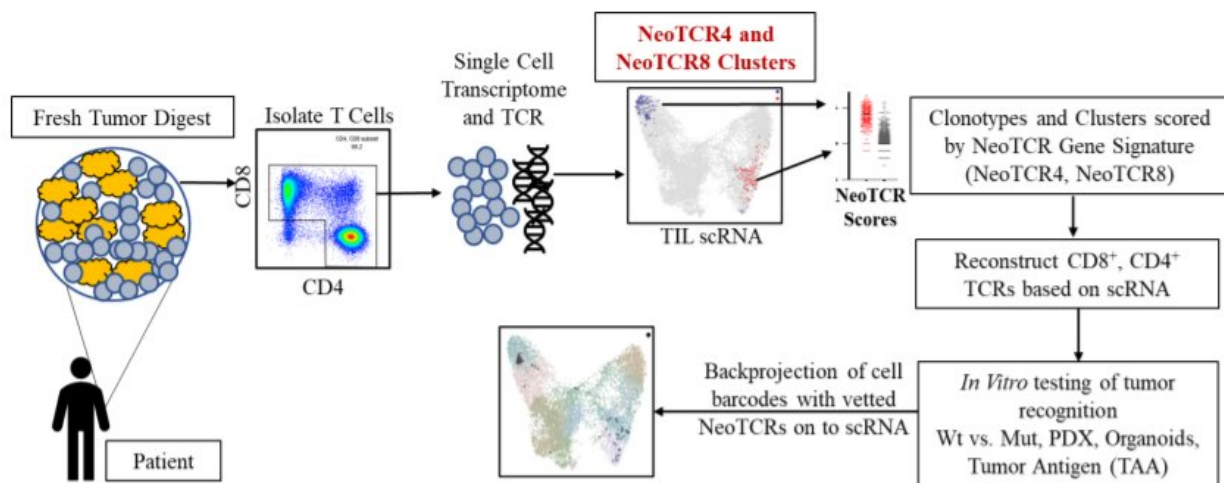 Fresh Tumor Digest
Patient
Isolate T Cells
CD4, CD8 subset
CD8
CD4
Single Cell
Transcriptome
and TCR
NeoTCR4 and
NeoTCR8 Clusters
TIL scRNA
NeoTCR
Scores
Clonotypes and Clusters scored
by NeoTCR Gene Signature
(NeoTCR4, NeoTCR8)
Reconstruct CD8⁺, CD4⁺
TCRs based on scRNA
In Vitro testing of tumor
recognition
Wt vs. Mut, PDX, Organoids,
Tumor Antigen (TAA)
Backprojection of cell
barcodes with vetted
NeoTCRs on to scRNA